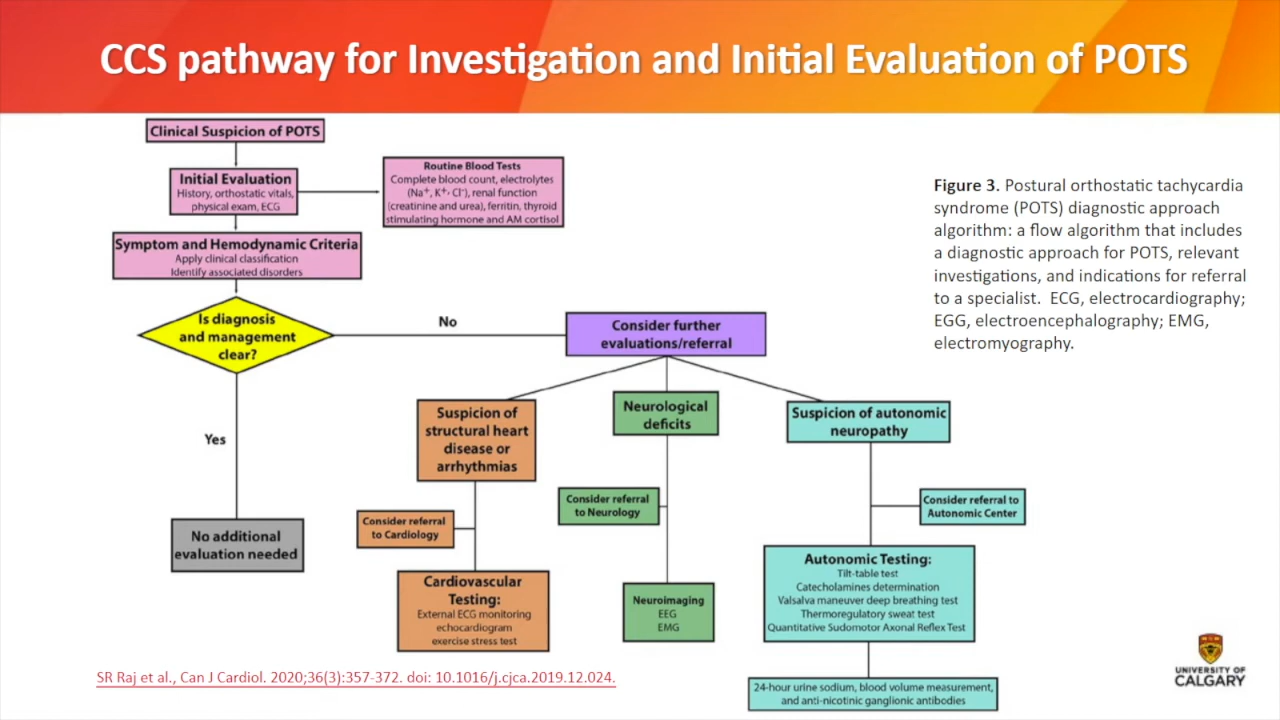 CCS pathway for Investigation and Initial Evaluation of POTS
Clinical Suspicion of POTS
Initial Evaluation
History, orthostatic vitals,
physical exam, ECG
Routine Blood Tests
Complete blood count, electrolytes
(Na⁺, K⁺, Cl⁻), renal function
(creatinine and urea), ferritin, thyroid
stimulating hormone and AM cortisol
Symptom and Hemodynamic Criteria
Apply clinical classification
Identify associated disorders
Is diagnosis
and management
clear?
No
Yes
No additional
evaluation needed
Consider further
evaluations/referral
Suspicion of
structural heart
disease or
arrhythmias
Consider referral
to Cardiology
Cardiovascular
Testing:
External ECG monitoring
echocardiogram
exercise stress test
Neurological
deficits
Consider referral
to Neurology
Neuroimaging
EEG
EMG
Suspicion of autonomic
neuropathy
Consider referral to
Autonomic Center
Autonomic Testing:
Tilt-table test
Catecholamines determination
Valsalva maneuver deep breathing test
Thermoregulatory sweat test
Quantitative Sudomotor Axonal Reflex Test
24-hour urine sodium, blood volume measurement,
and anti-nicotinic ganglionic antibodies
Figure 3. Postural orthostatic tachycardia
syndrome (POTS) diagnostic approach
algorithm: a flow algorithm that includes
a diagnostic approach for POTS, relevant
investigations, and indications for referral
to a specialist. ECG, electrocardiography;
EGG, electroencephalography; EMG,
electromyography.
SR Raj et al., Can J Cardiol. 2020;36(3):357-372. doi: 10.1016/j.cjca.2019.12.024.
UNIVERSITY OF
CALGARY